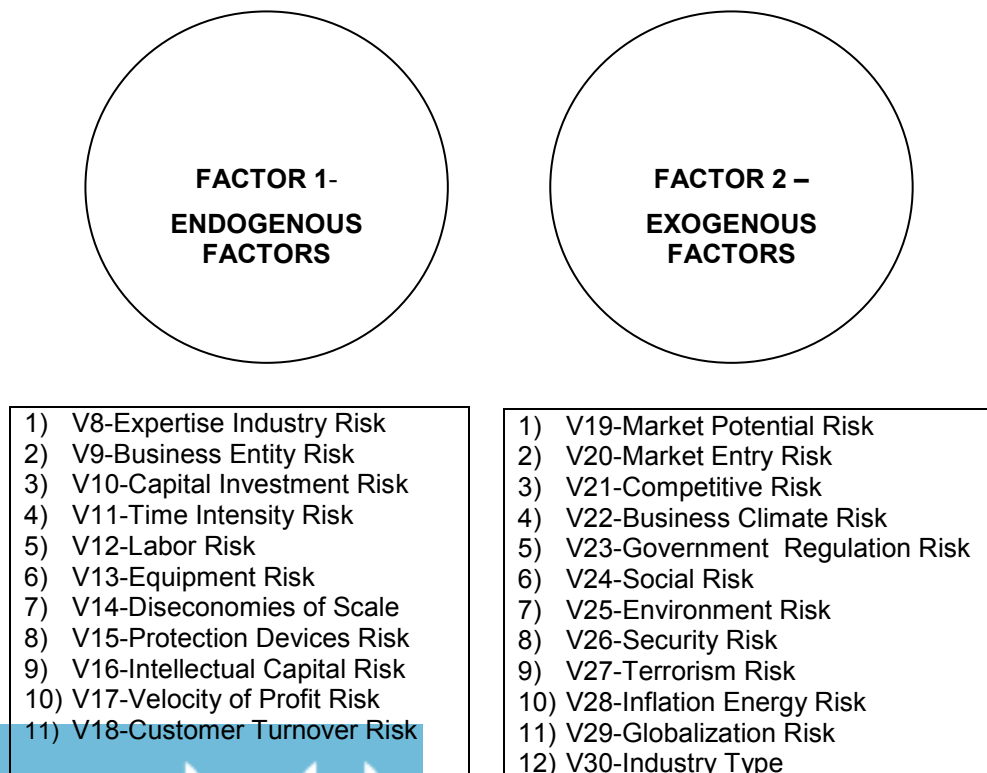 FACTOR 1-
ENDOGENOUS
FACTORS
FACTOR 2 –
EXOGENOUS
FACTORS
1) V8-Expertise Industry Risk
2) V9-Business Entity Risk
3) V10-Capital Investment Risk
4) V11-Time Intensity Risk
5) V12-Labor Risk
6) V13-Equipment Risk
7) V14-Diseconomies of Scale
8) V15-Protection Devices Risk
9) V16-Intellectual Capital Risk
10) V17-Velocity of Profit Risk
11) V18-Customer Turnover Risk
1) V19-Market Potential Risk
2) V20-Market Entry Risk
3) V21-Competitive Risk
4) V22-Business Climate Risk
5) V23-Government Regulation Risk
6) V24-Social Risk
7) V25-Environment Risk
8) V26-Security Risk
9) V27-Terrorism Risk
10) V28-Inflation Energy Risk
11) V29-Globalization Risk
12) V30-Industry Type